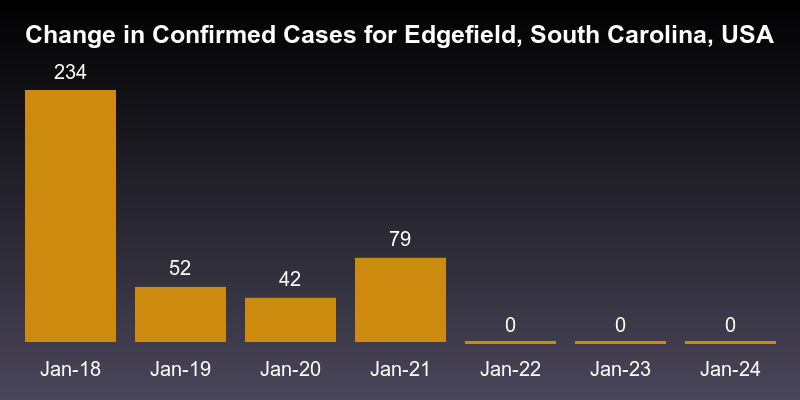 Change in Confirmed Cases for Edgefield, South Carolina, USA
234
52
42
79
0
0
0
Jan-18
Jan-19
Jan-20
Jan-21
Jan-22
Jan-23
Jan-24